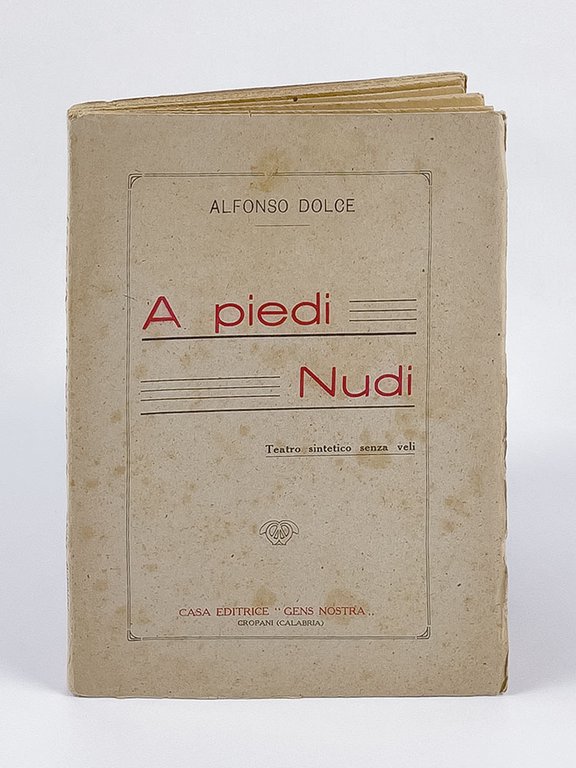 ALFONSO DOLCE
A piedi
Nudi
Teatro sintetico senza veli
CASA EDITRICE " GENS NOSTRA „
CROPANI (CALABRIA)